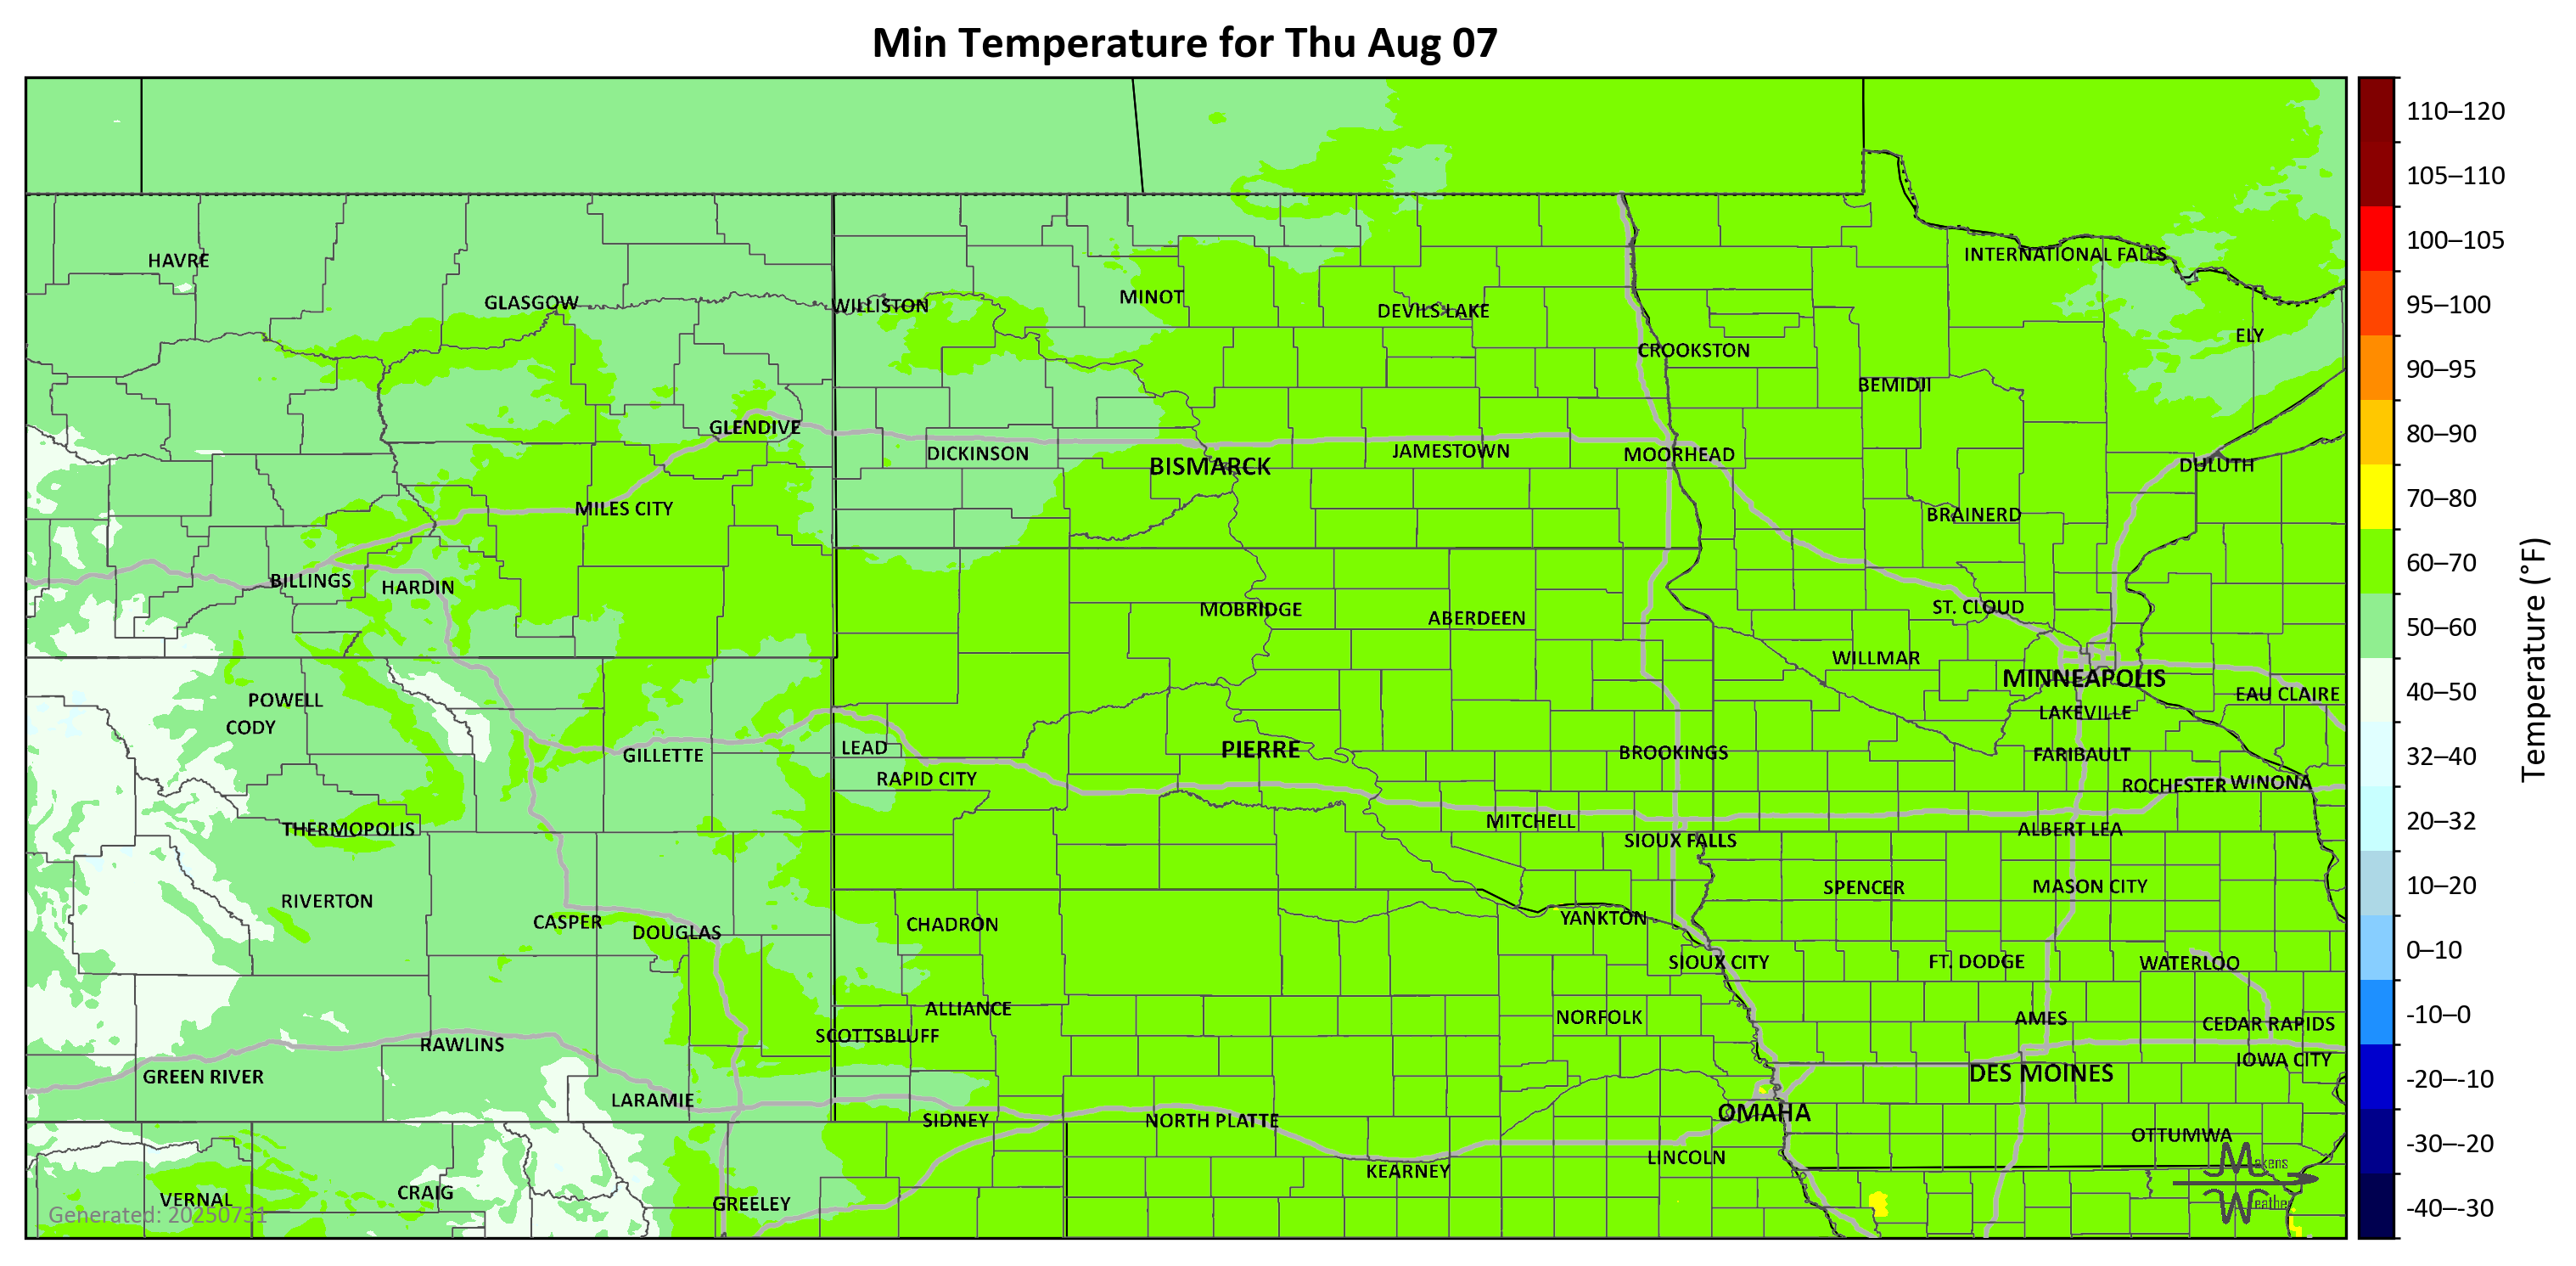 Min Temperature for Thu Aug 07
110–120
105–110
100–105
95–100
90–95
80–90
70–80
60–70
50–60
40–50
32–40
20–32
10–20
0–10
-10–0
-20–-10
-30–-20
-40–-30
Temperature (°F)
HAVRE
INTERNATIONAL FALLS
GLASGOW
WILLISTON
MINOT
DEVILS LAKE
ELY
CROOKSTON
BEMIDJI
GLENDIVE
DICKINSON
BISMARCK
JAMESTOWN
MOORHEAD
DULUTH
MILES CITY
BRAINERD
BILLINGS
HARDIN
MOBRIDGE
ABERDEEN
ST. CLOUD
WILLMAR
MINNEAPOLIS
POWELL
EAU CLAIRE
CODY
LAKEVILLE
GILLETTE
LEAD
PIERRE
BROOKINGS
FARIBAULT
RAPID CITY
ROCHESTER
WINONA
THERMOPOLIS
MITCHELL
ALBERT LEA
SIOUX FALLS
RIVERTON
SPENCER
MASON CITY
CASPER
DOUGLAS
CHADRON
YANKTON
SIOUX CITY
FT. DODGE
WATERLOO
ALLIANCE
NORFOLK
AMES
CEDAR RAPIDS
SCOTTSBLUFF
RAWLINS
IOWA CITY
GREEN RIVER
DES MOINES
LARAMIE
SIDNEY
NORTH PLATTE
OMAHA
OTTUMWA
LINCOLN
KEARNEY
VERNAL
CRAIG
GREELEY
Makens
Weather
Generated: 20250731